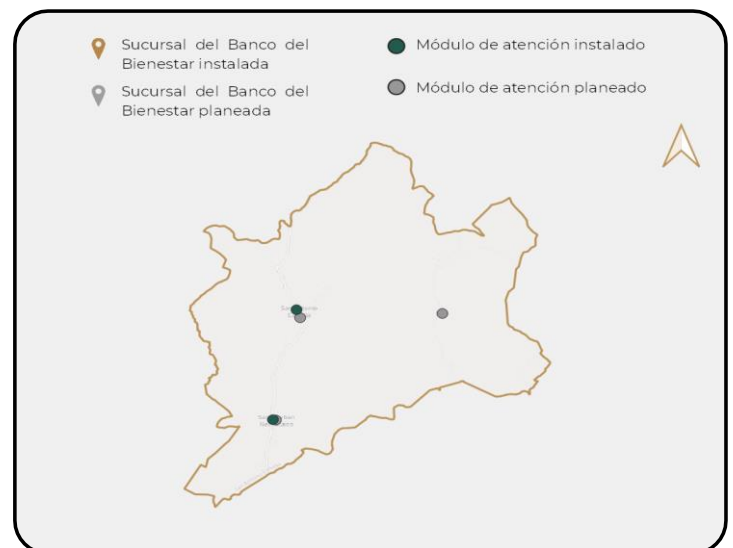 Sucursal del Banco del
Bienestar instalada
Sucursal del Banco del
Bienestar planeada
Módulo de atención instalado
Módulo de atención planeado